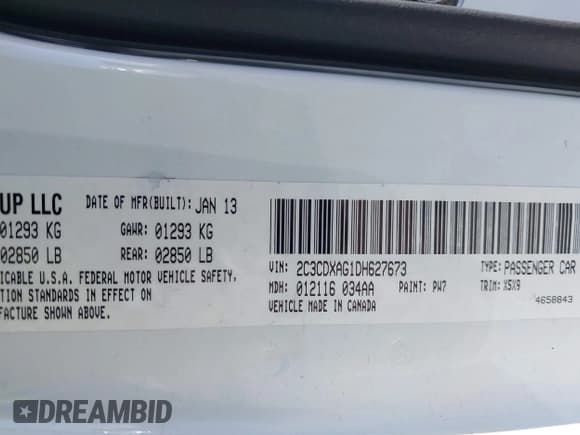 UP LLC DATE OF MFR(BUILT): JAN 13
01293 KG GAWR: 01293 KG
02850 LB REAR: 02850 LB
ICABLE U.S.A. FEDERAL MOTOR VEHICLE SAFETY,
TION STANDARDS IN EFFECT ON
FACTURE SHOWN ABOVE.
VIN: 2C3CDXAG1DH627673 TYPE: PASSENGER CAR
MDH: 012116 034AA PAINT: PW7 TRIM: X5X9
VEHICLE MADE IN CANADA 4658843
DREAMBID